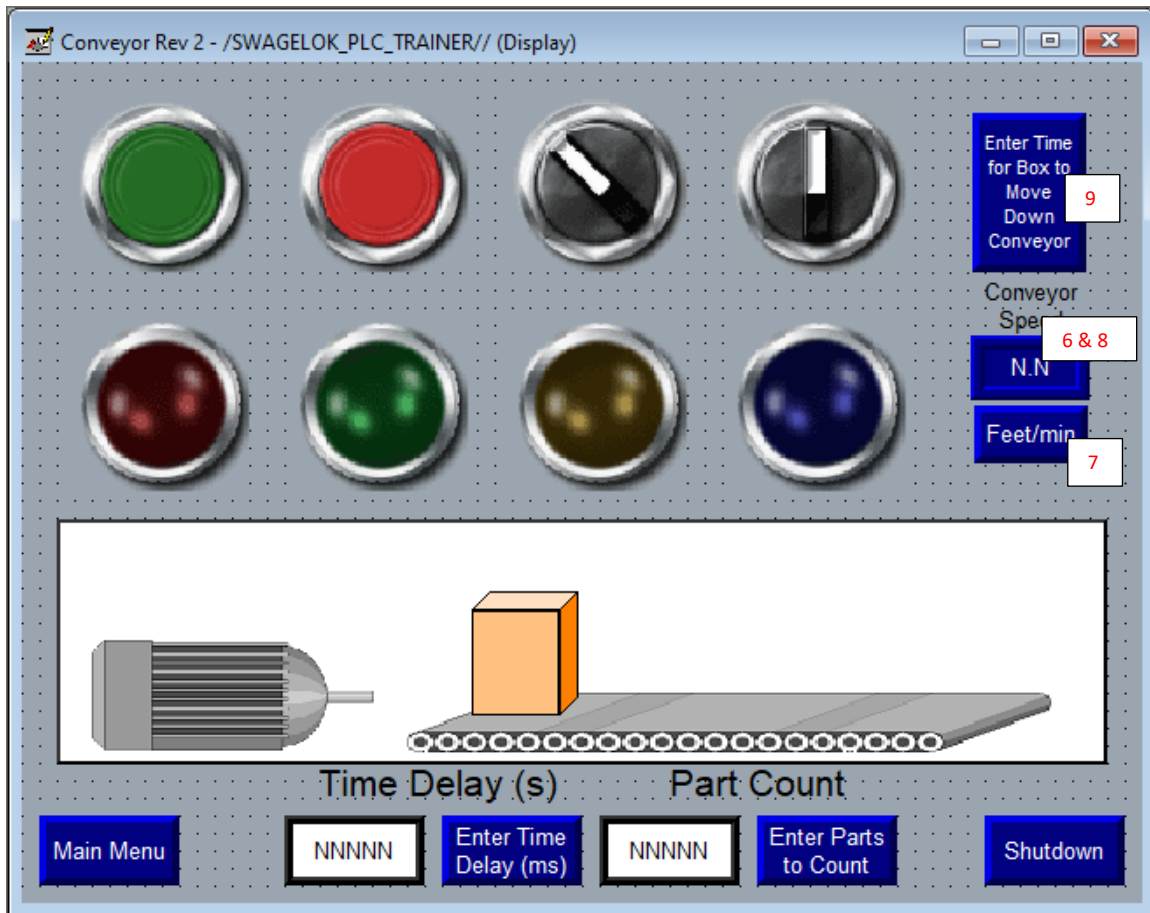 Conveyor Rev 2 - /SWAGELOK_PLC_TRAINER// (Display)
Enter Time
for Box to
Move
Down
Conveyor
9
Conveyor
6 & 8
N.N
Feet/min
7
Time Delay (s)
Part Count
Main Menu
NNNNN
Enter Time
Delay (ms)
NNNNN
Enter Parts
to Count
Shutdown